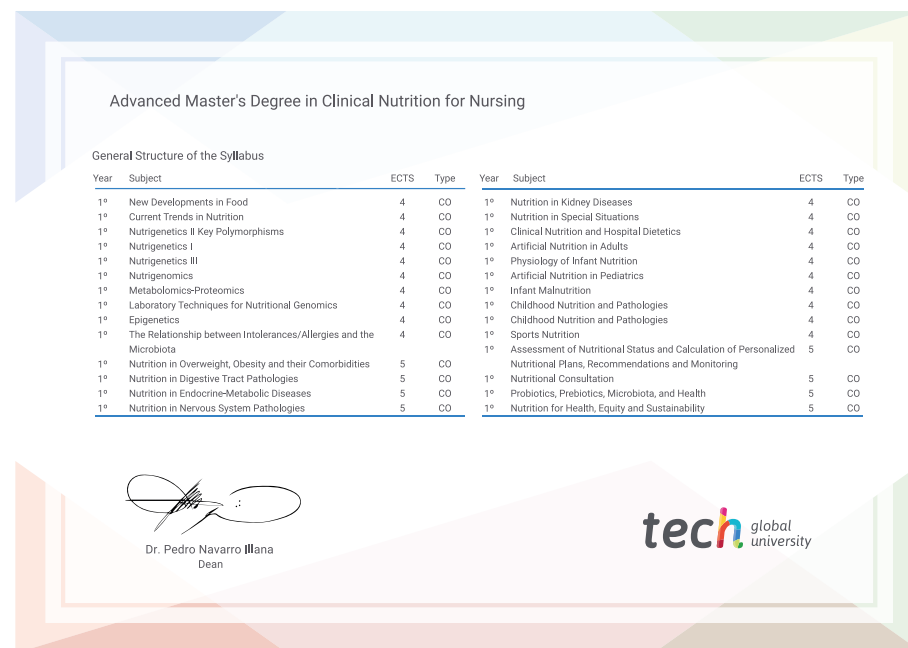 Advanced Master's Degree in Clinical Nutrition for Nursing
General Structure of the Syllabus
Year Subject ECTS Type
1º New Developments in Food 4 CO
1º Current Trends in Nutrition 4 CO
1º Nutrigenetics II Key Polymorphisms 4 CO
1º Nutrigenetics I 4 CO
1º Nutrigenetics III 4 CO
1º Nutrigenomics 4 CO
1º Metabolomics-Proteomics 4 CO
1º Laboratory Techniques for Nutritional Genomics 4 CO
1º Epigenetics 4 CO
1º The Relationship between Intolerances/Allergies and the 4 CO
Microbiota
1º Nutrition in Overweight, Obesity and their Comorbidities 5 CO
1º Nutrition in Digestive Tract Pathologies 5 CO
1º Nutrition in Endocrine-Metabolic Diseases 5 CO
1º Nutrition in Nervous System Pathologies 5 CO
Year Subject ECTS Type
1º Nutrition in Kidney Diseases 4 CO
1º Nutrition in Special Situations 4 CO
1º Clinical Nutrition and Hospital Dietetics 4 CO
1º Artificial Nutrition in Adults 4 CO
1º Physiology of Infant Nutrition 4 CO
1º Artificial Nutrition in Pediatrics 4 CO
1º Infant Malnutrition 4 CO
1º Childhood Nutrition and Pathologies 4 CO
1º Childhood Nutrition and Pathologies 4 CO
1º Sports Nutrition 4 CO
1º Assessment of Nutritional Status and Calculation of Personalized 5 CO
Nutritional Plans, Recommendations and Monitoring
1º Nutritional Consultation 5 CO
1º Probiotics, Prebiotics, Microbiota, and Health 5 CO
1º Nutrition for Health, Equity and Sustainability 5 CO
Dr. Pedro Navarro Illana
Dean
tech global
university